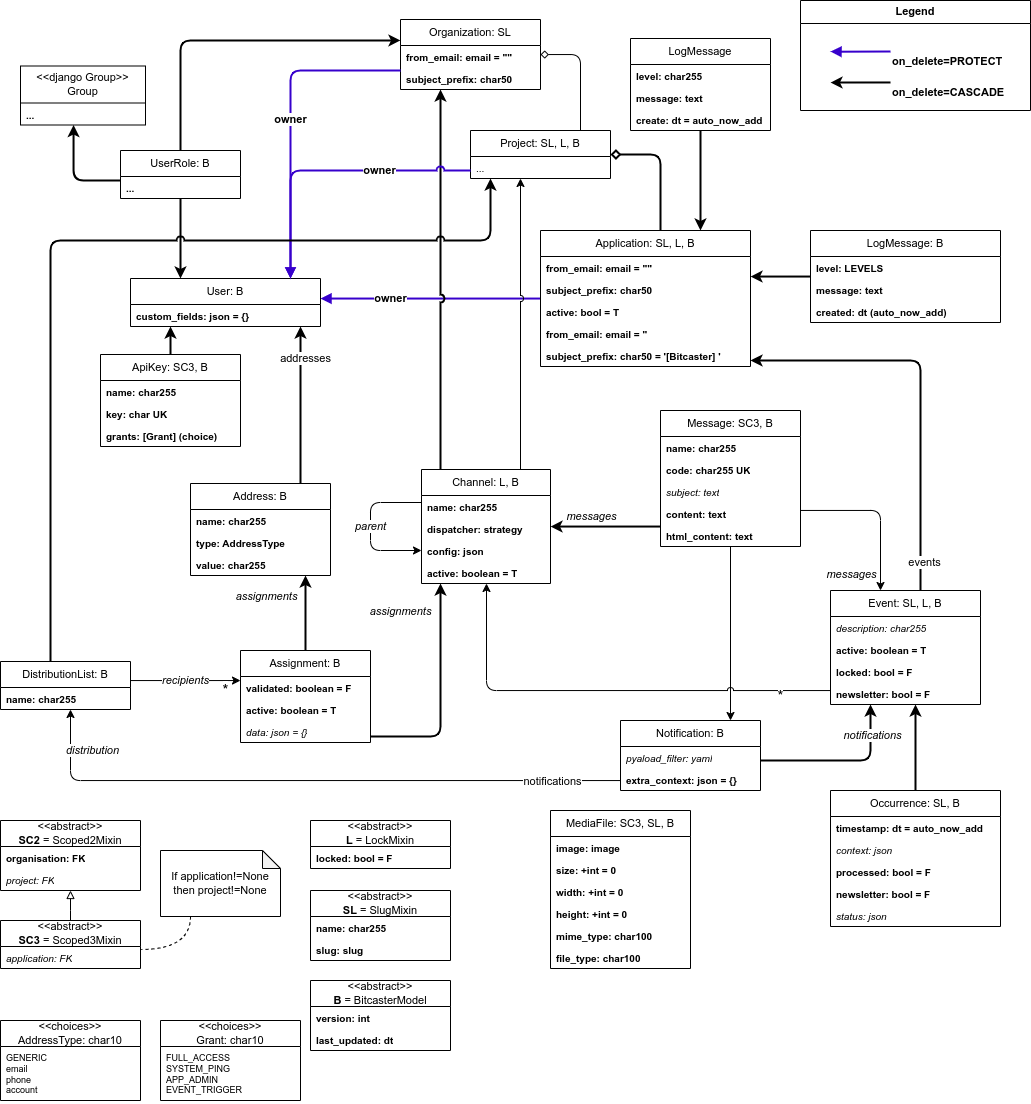 Legend
on_delete=PROTECT
on_delete=CASCADE
Organization: SL
from_email: email = ""
subject_prefix: char50
LogMessage
level: char255
message: text
create: dt = auto_now_add
<<django Group>>
Group
...
owner
UserRole: B
...
Project: SL, L, B
...
owner
Application: SL, L, B
from_email: email = ""
subject_prefix: char50
active: bool = T
from_email: email = "
subject_prefix: char50 = '[Bitcaster] '
LogMessage: B
level: LEVELS
message: text
created: dt (auto_now_add)
User: B
custom_fields: json = {}
owner
addresses
ApiKey: SC3, B
name: char255
key: char UK
grants: [Grant] (choice)
Message: SC3, B
name: char255
code: char255 UK
subject: text
content: text
html_content: text
Address: B
name: char255
type: AddressType
value: char255
Channel: L, B
name: char255
dispatcher: strategy
config: json
active: boolean = T
parent
messages
messages
events
assignments
assignments
Event: SL, L, B
description: char255
active: boolean = T
locked: bool = F
newsletter: bool = F
DistributionList: B
name: char255
recipients
*
Assignment: B
validated: boolean = F
active: boolean = T
data: json = {}
*
Notification: B
pyaload_filter: yaml
extra_context: json = {}
notifications
distribution
notifications
Occurrence: SL, B
timestamp: dt = auto_now_add
context: json
processed: bool = F
newsletter: bool = F
status: json
MediaFile: SC3, SL, B
image: image
size: +int = 0
width: +int = 0
height: +int = 0
mime_type: char100
file_type: char100
<<abstract>>
SC2 = Scoped2Mixin
organisation: FK
project: FK
If application!=None
then project!=None
<<abstract>>
SC3 = Scoped3Mixin
application: FK
<<abstract>>
L = LockMixin
locked: bool = F
<<abstract>>
SL = SlugMixin
name: char255
slug: slug
<<abstract>>
B = BitcasterModel
version: int
last_updated: dt
<<choices>>
AddressType: char10
GENERIC
email
phone
account
<<choices>>
Grant: char10
FULL_ACCESS
SYSTEM_PING
APP_ADMIN
EVENT_TRIGGER